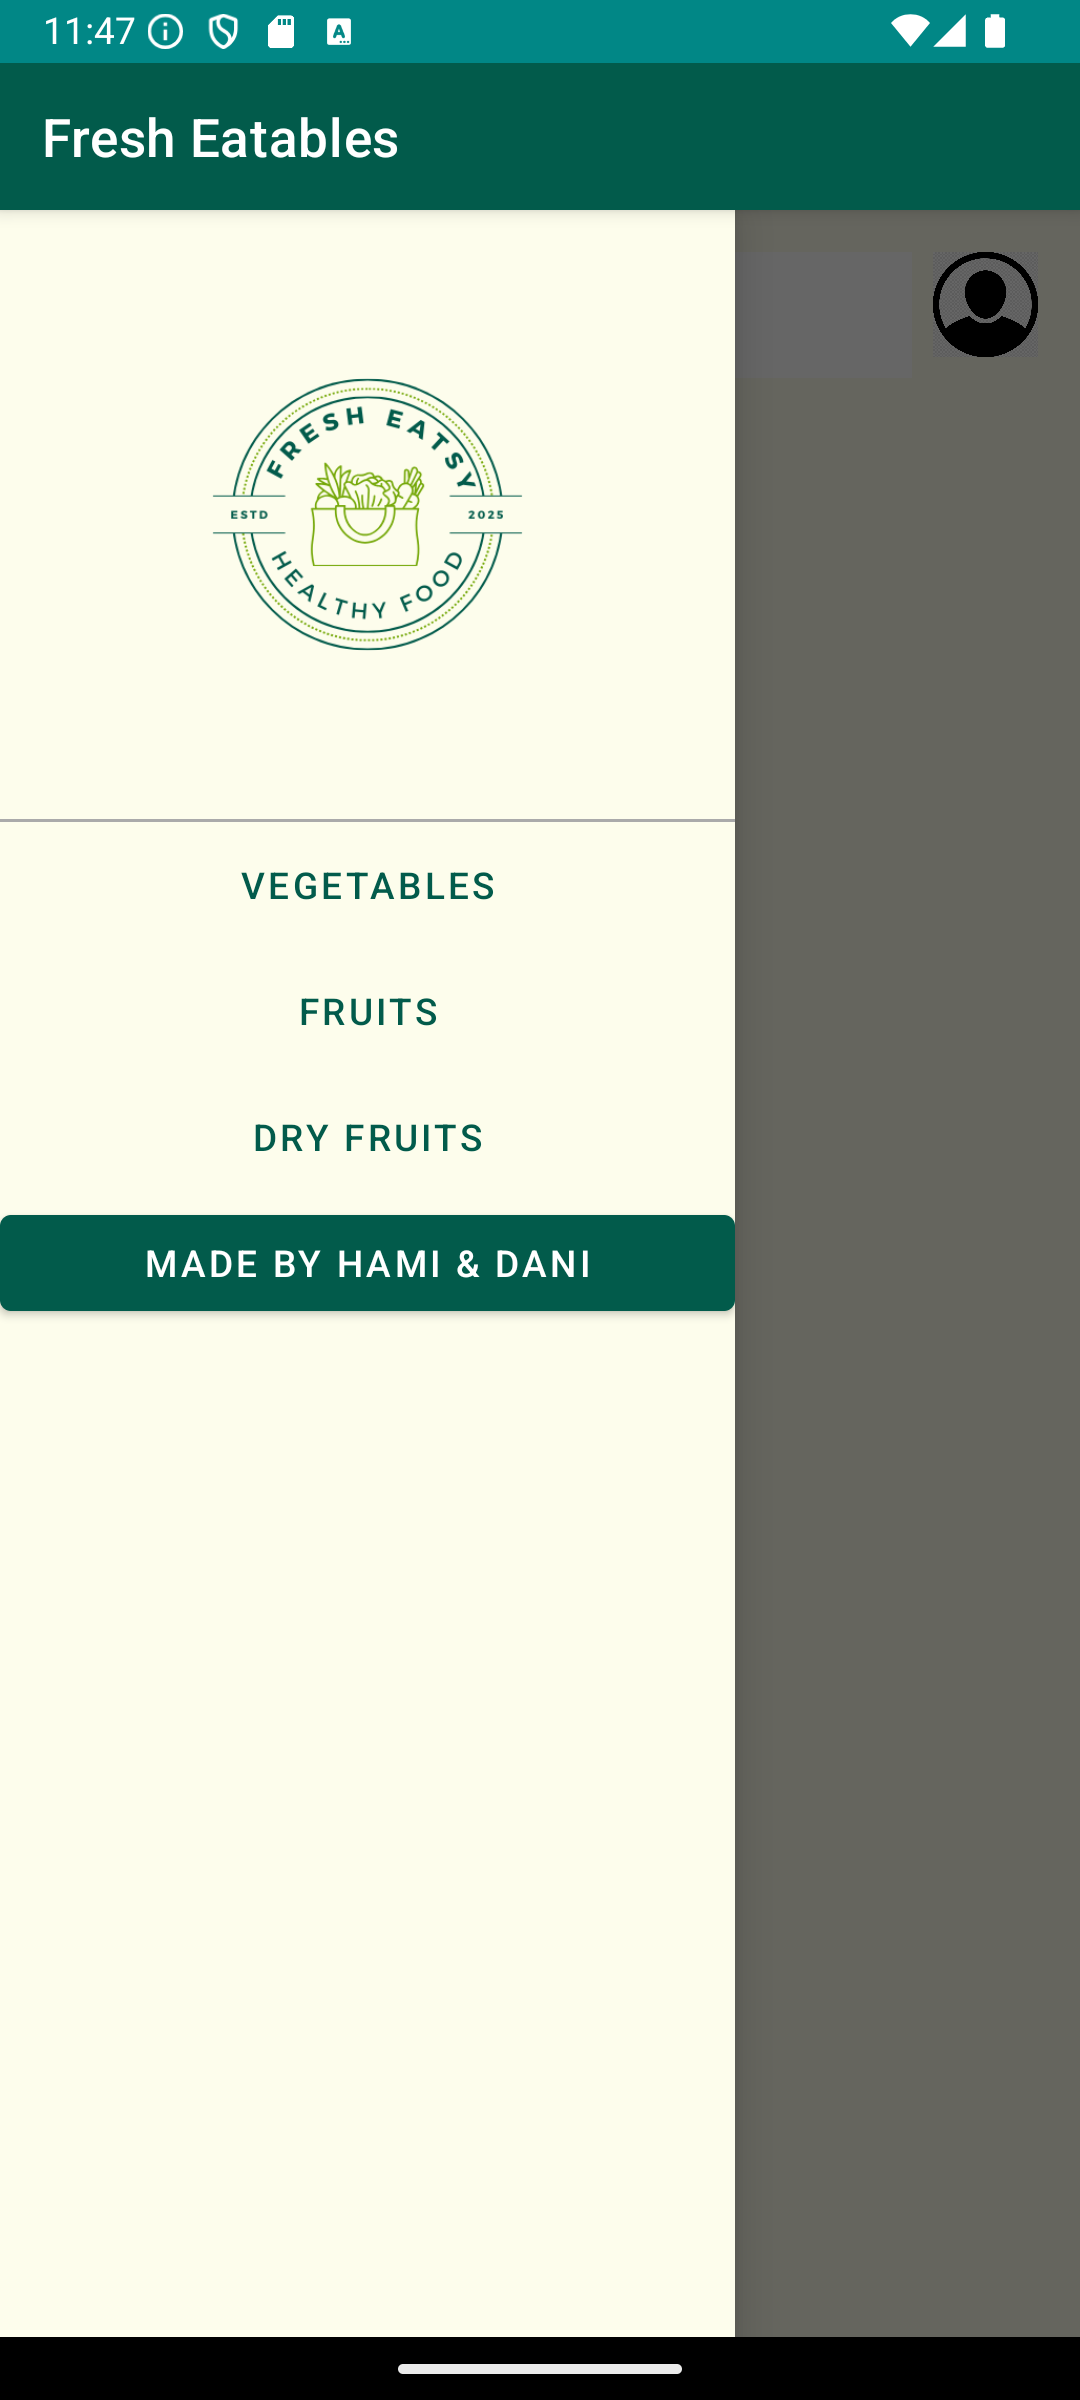 11:47
Fresh Eatables
FRESH EATSY
ESTD 2025
HEALTHY FOOD
VEGETABLES
FRUITS
DRY FRUITS
MADE BY HAMI & DANI